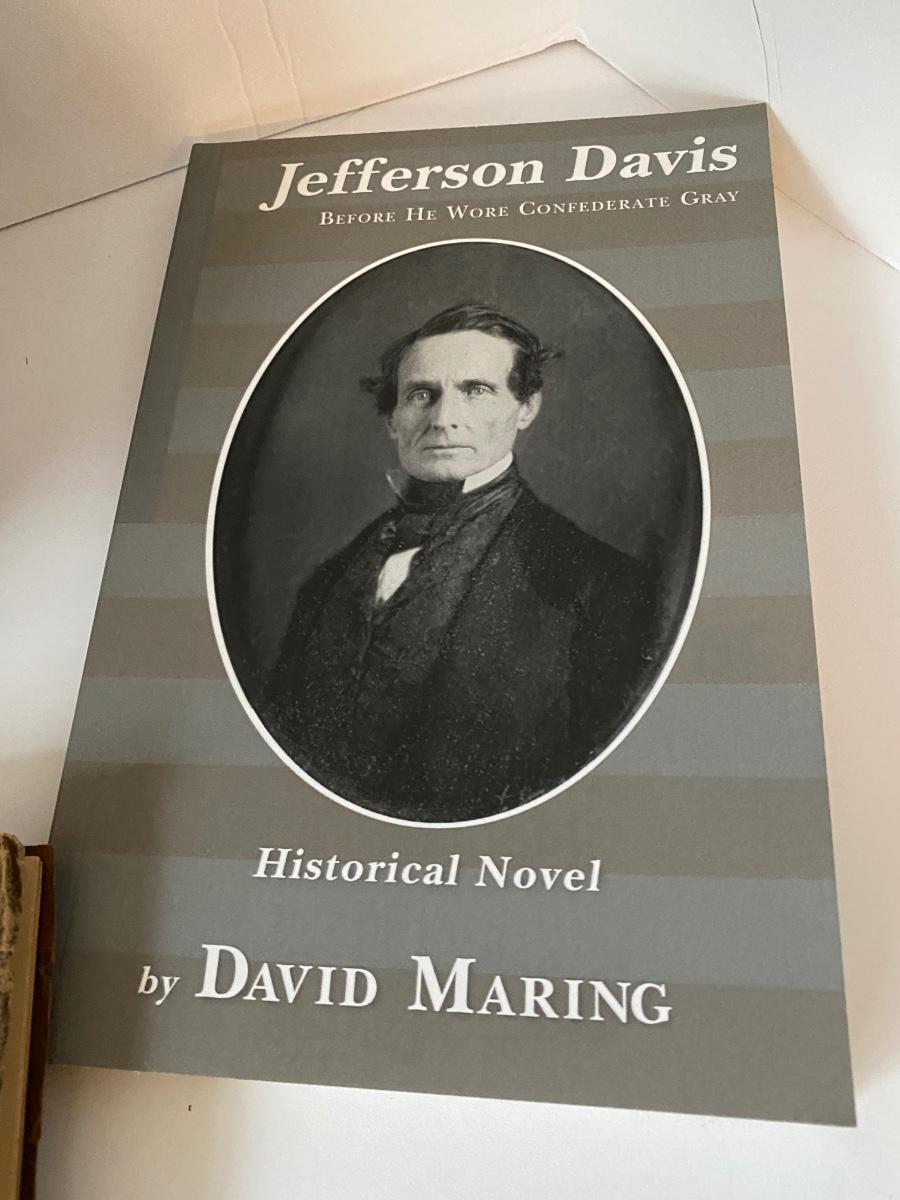 Jefferson Davis
Before He Wore Confederate Gray
Historical Novel
by David Maring